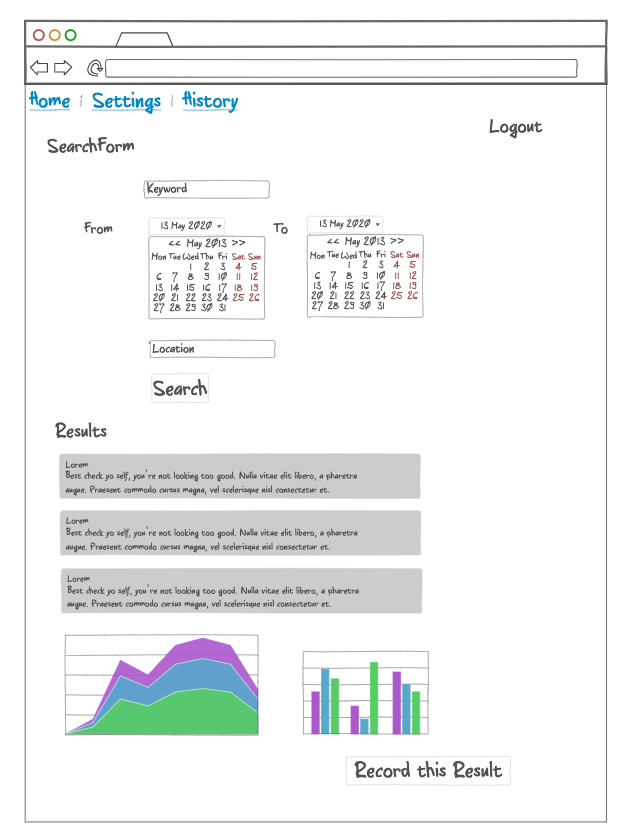 Home | Settings | History
Logout
SearchForm
Keyword
From 13 May 2020 To 13 May 2020
<< May 2013 >> << May 2013 >>
Mon Tue Wed Thu Fri Sat Sun Mon Tue Wed Thu Fri Sat Sun
1 2 3 4 5 1 2 3 4 5
6 7 8 9 10 11 12 6 7 8 9 10 11 12
13 14 15 16 17 18 19 13 14 15 16 17 18 19
20 21 22 23 24 25 26 20 21 22 23 24 25 26
27 28 29 30 31 27 28 29 30 31
Location
Search
Results
Lorem
Best check yo self, you're not looking too good. Nulla vitae elit libero, a pharetra
augue. Praesent commodo cursus magna, vel scelerisque nisl consectetur et.
Lorem
Best check yo self, you're not looking too good. Nulla vitae elit libero, a pharetra
augue. Praesent commodo cursus magna, vel scelerisque nisl consectetur et.
Lorem
Best check yo self, you're not looking too good. Nulla vitae elit libero, a pharetra
augue. Praesent commodo cursus magna, vel scelerisque nisl consectetur et.
Record this Result